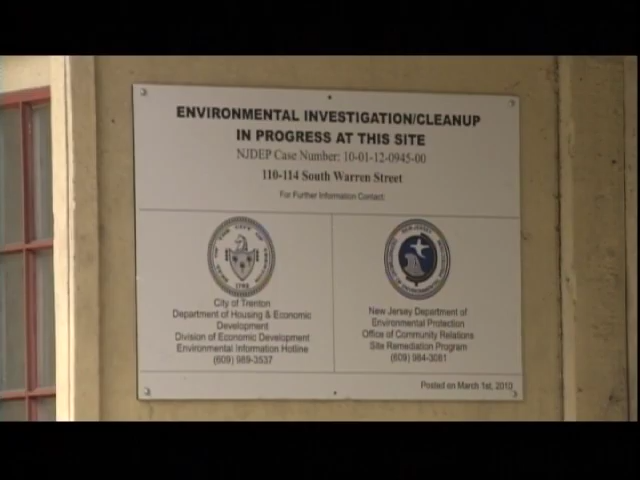 ENVIRONMENTAL INVESTIGATION/CLEANUP
IN PROGRESS AT THIS SITE
NJDEP Case Number: 10-01-12-0945-00
110-114 South Warren Street
For Further Information Contact:
City of Trenton
Department of Housing & Economic
Development
Division of Economic Development
Environmental Information Hotline
(609) 989-3537
NEW JERSEY
New Jersey Department of
Environmental Protection
Office of Community Relations
Site Remediation Program
(609) 984-3081
Posted on March 1st, 2010